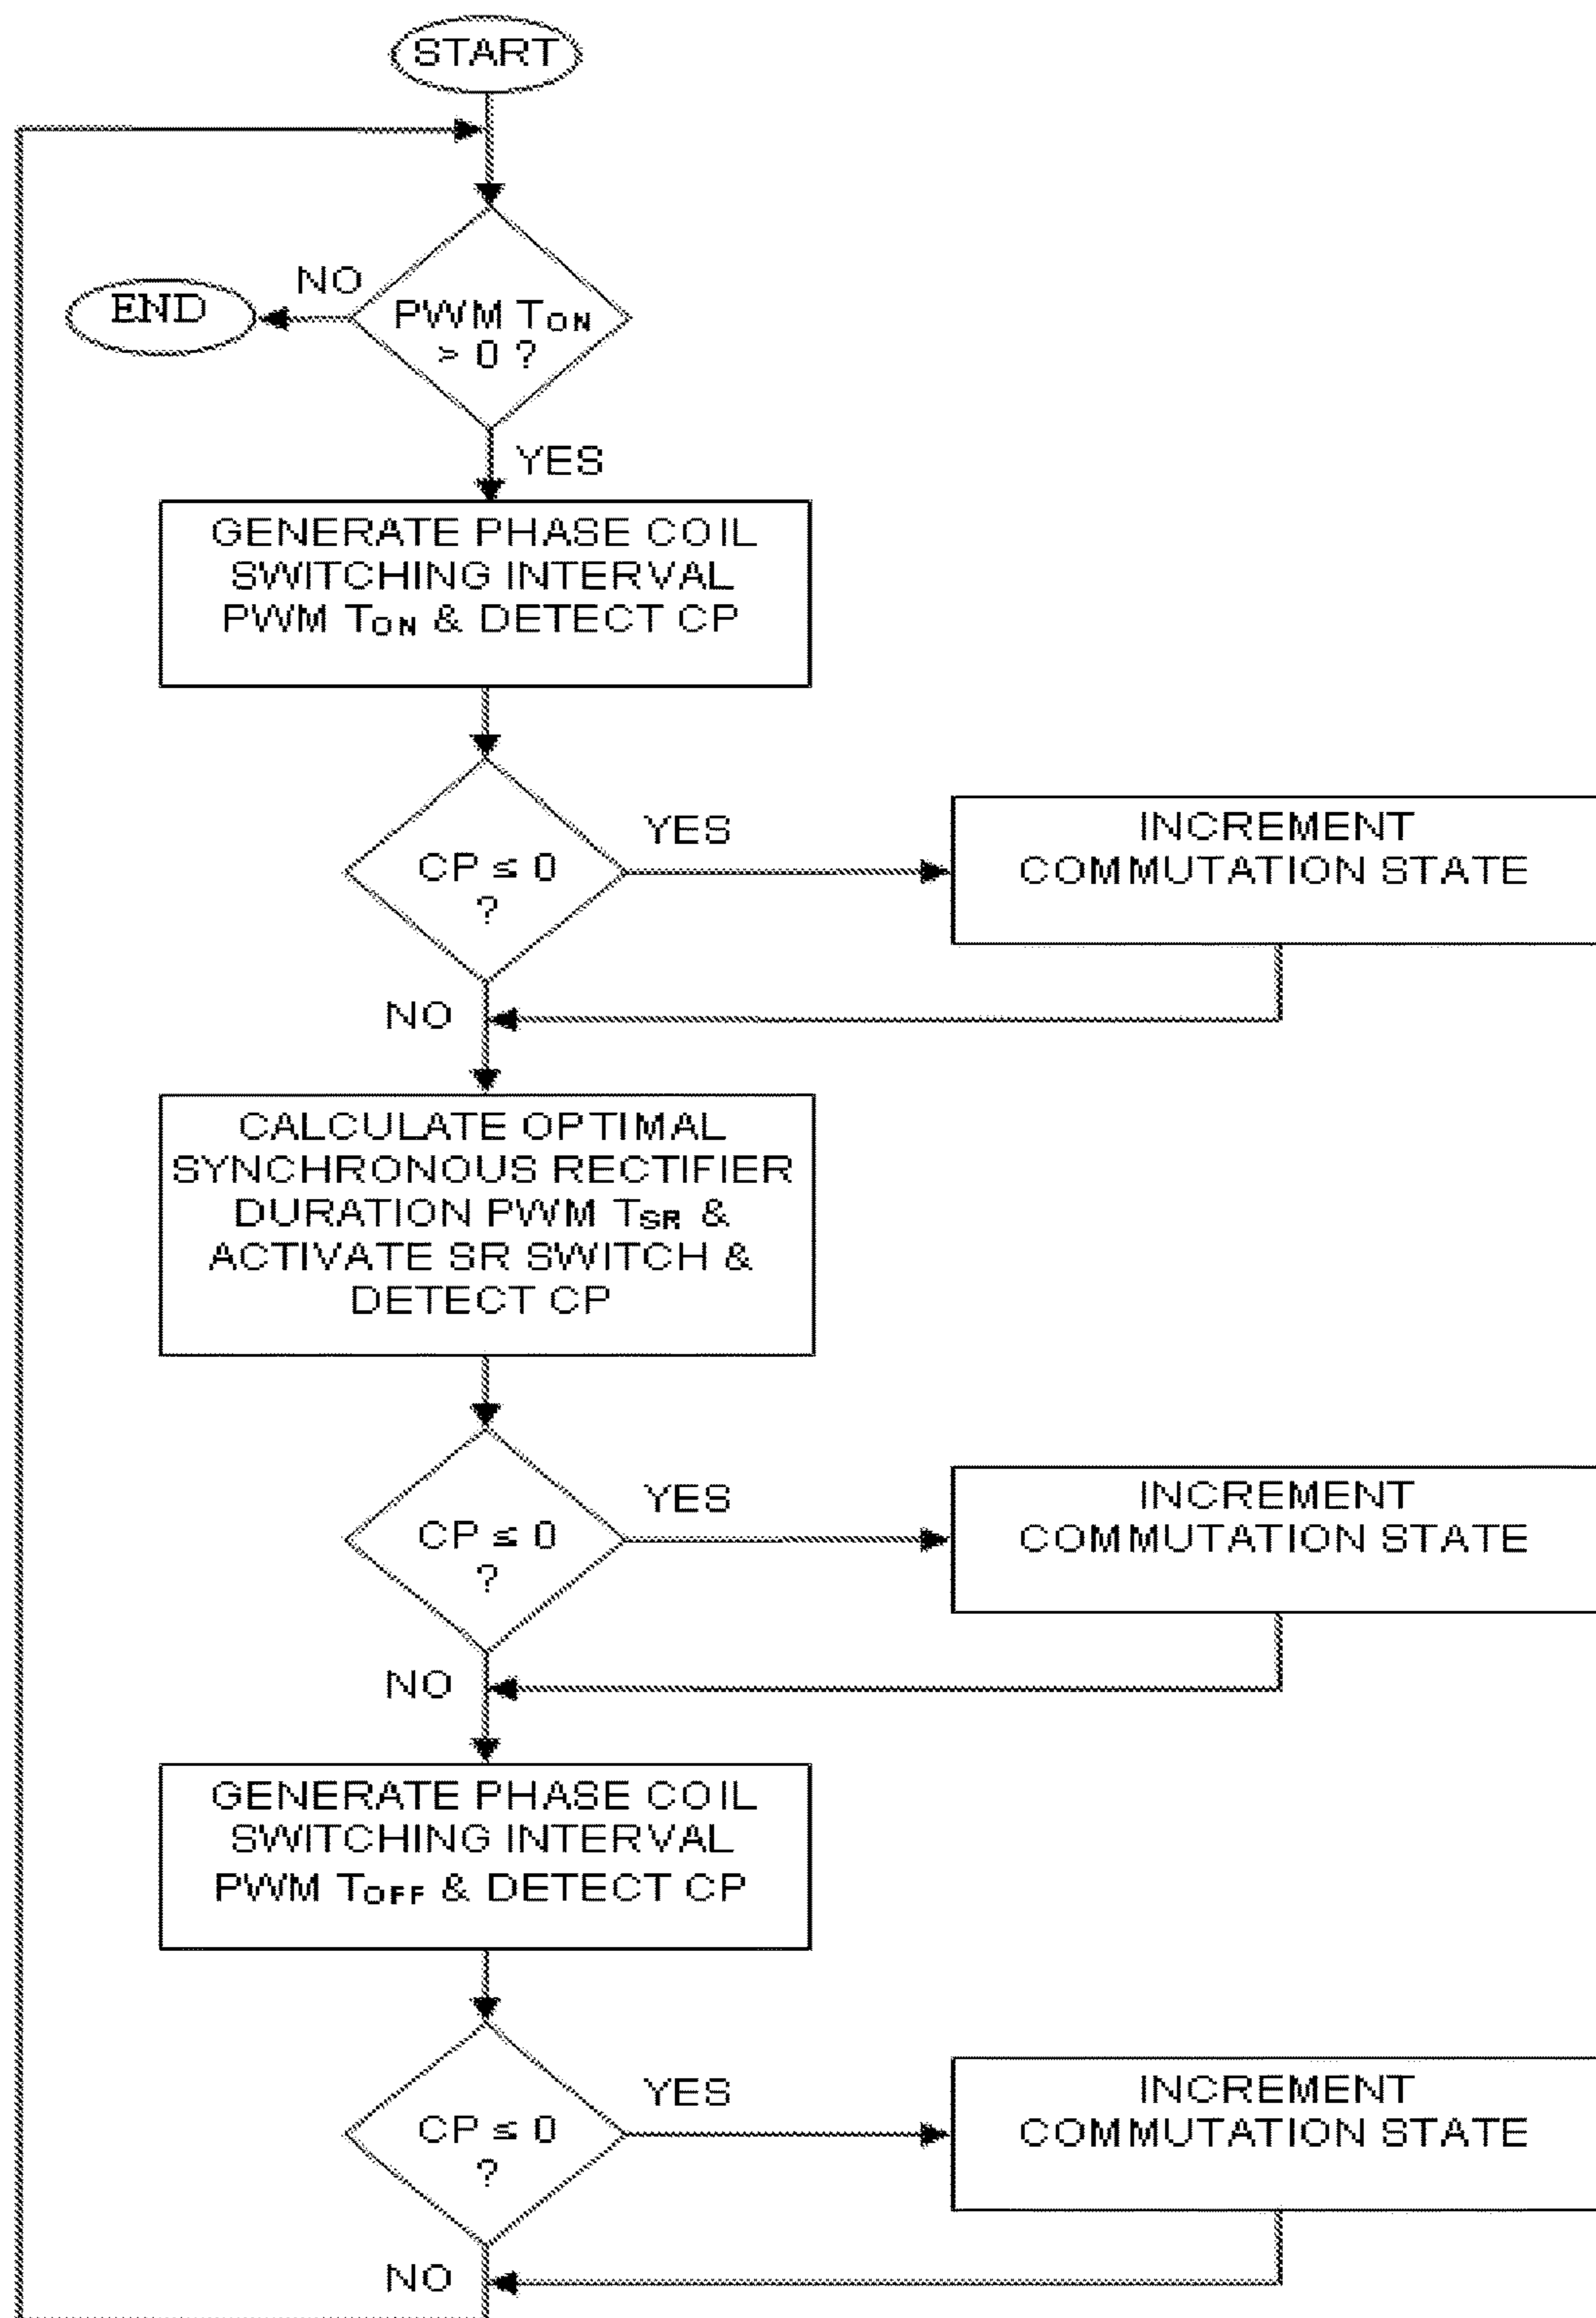 START
NO
END
PWM TON
> 0 ?
YES
GENERATE PHASE COIL
SWITCHING INTERVAL
PWM TON & DETECT CP
YES
CP ≤ 0
?
INCREMENT
COMMUTATION STATE
NO
CALCULATE OPTIMAL
SYNCHRONOUS RECTIFIER
DURATION PWM TSR &
ACTIVATE SR SWITCH &
DETECT CP
YES
CP ≤ 0
?
INCREMENT
COMMUTATION STATE
NO
GENERATE PHASE COIL
SWITCHING INTERVAL
PWM TOFF & DETECT CP
YES
CP ≤ 0
?
INCREMENT
COMMUTATION STATE
NO